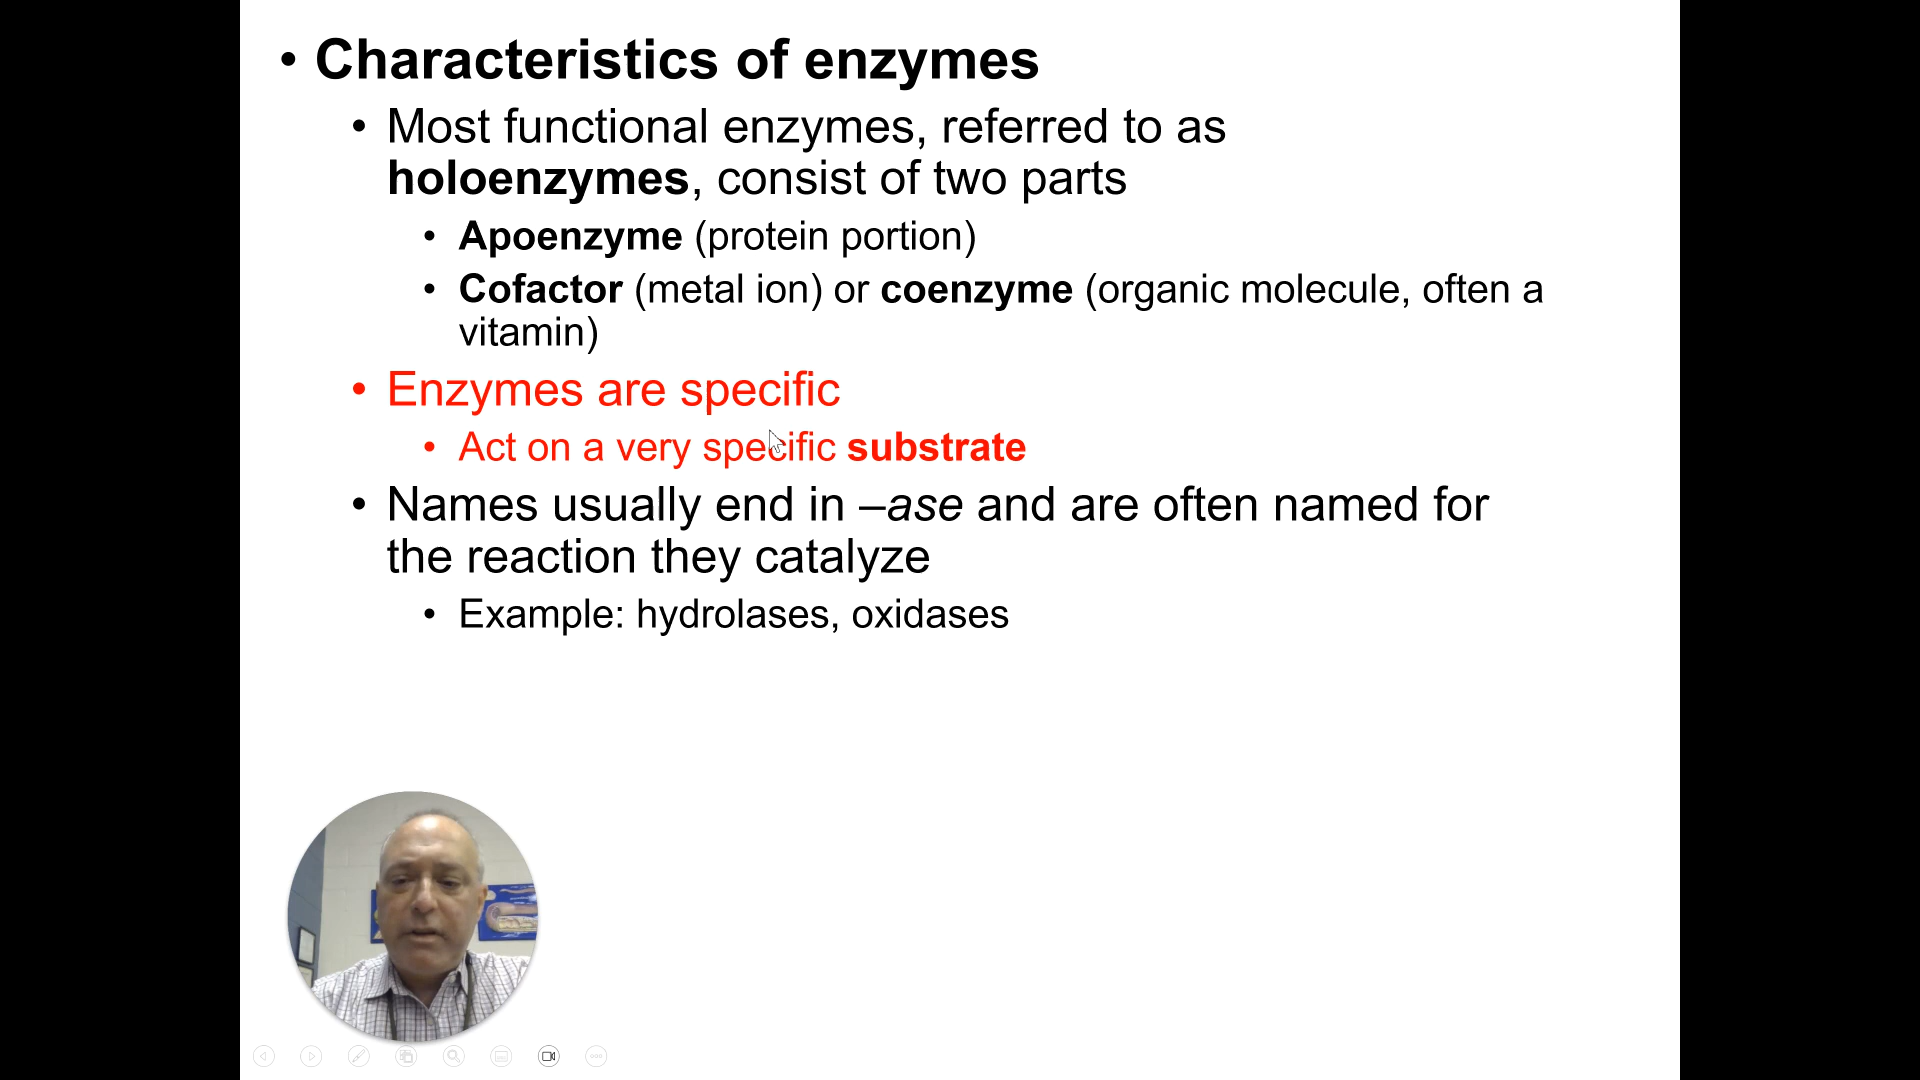 • Characteristics of enzymes
• Most functional enzymes, referred to as
holoenzymes, consist of two parts
• Apoenzyme (protein portion)
• Cofactor (metal ion) or coenzyme (organic molecule, often a
vitamin)
• Enzymes are specific
• Act on a very specific substrate
• Names usually end in –ase and are often named for
the reaction they catalyze
• Example: hydrolases, oxidases